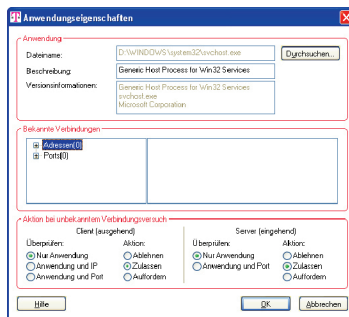 Anwendungseigenschaften
Anwendung
Dateiname:
D:\WINDOWS\system32\svchost.exe
Durchsuchen...
Beschreibung:
Generic Host Process for Win32 Services
Versionsinformationen:
Generic Host Process for Win32 Services
svchost.exe
Microsoft Corporation
Bekannte Verbindungen
Adressen(0)
Ports(0)
Aktion bei unbekanntem Verbindungsversuch
Client (ausgehend)
Server (eingehend)
Überprüfen: Aktion: Überprüfen: Aktion:
Nur Anwendung Ablehnen Nur Anwendung Ablehnen
Anwendung und IP Zulassen Anwendung und Port Zulassen
Anwendung und Port Auffordern Auffordern
Hilfe OK Abbrechen